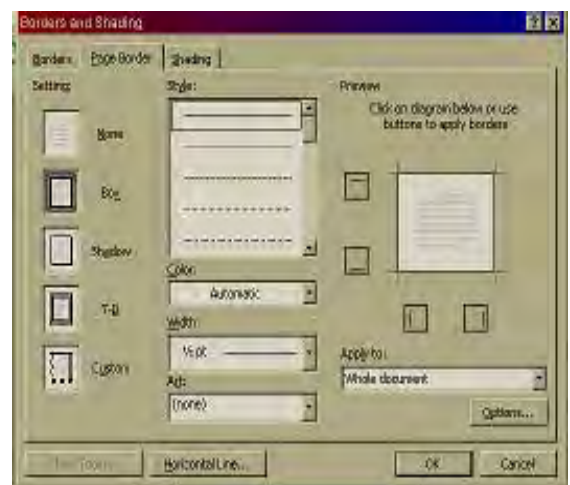 Borders and Shading
Borders
Page Border
Shading
Setting:
None
Box
Shadow
3-D
Custom
Style:
Color:
Automatic
Width:
½ pt
Art:
(none)
Preview
Click on diagram below or use
buttons to apply borders
Apply to:
Whole document
Options...
Horizontal Line...
OK
Cancel